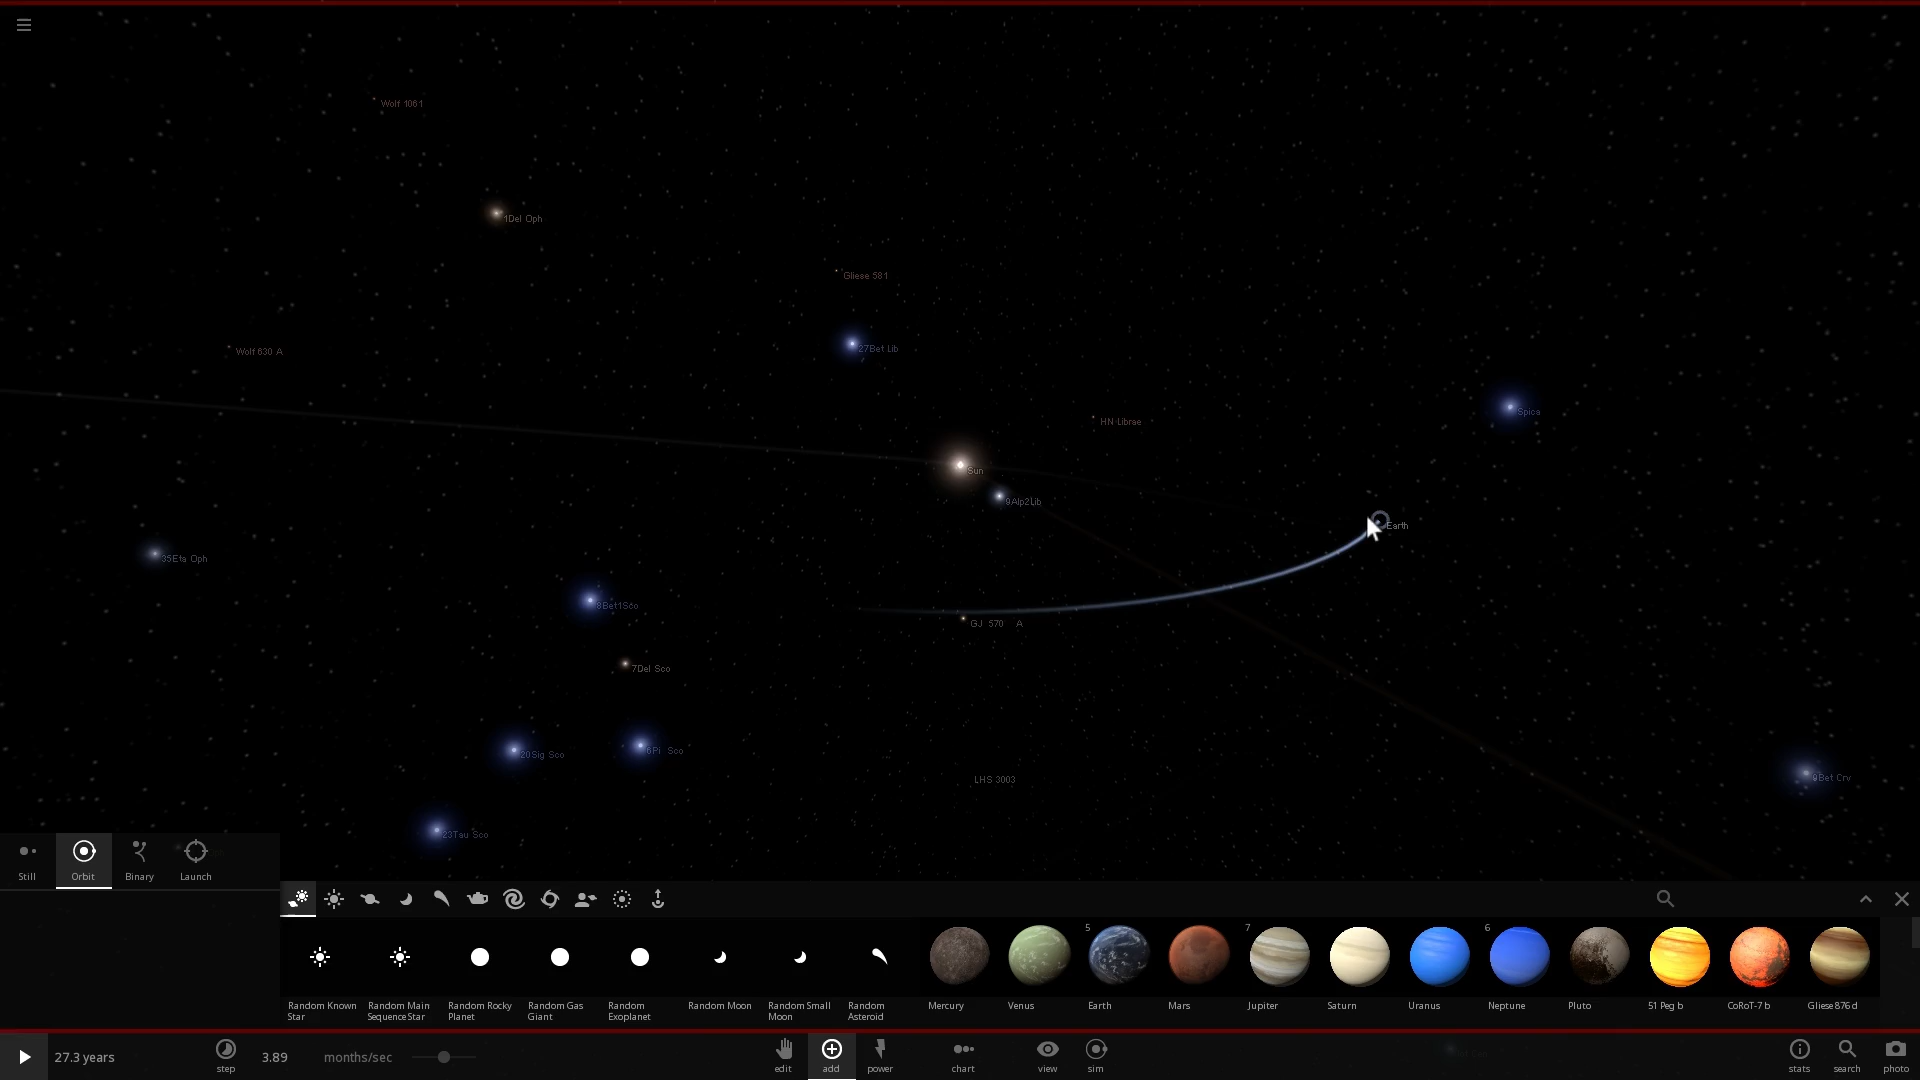 Wolf 1061
1Del Oph
Gliese 581
27Bet Lib
Wolf 630 A
Spica
HN Librae
Sun
9Alp2Lib
Earth
35Eta Oph
8Bet1Sco
GJ 570 A
7Del Sco
20Sig Sco
6Pi Sco
LHS 3003
9Bet Crv
23Tau Sco
Still
Orbit
Binary
Launch
5
7
6
Random Known
Star
Random Main
Sequence Star
Random Rocky
Planet
Random Gas
Giant
Random
Exoplanet
Random Moon
Random Small
Moon
Random
Asteroid
Mercury
Venus
Earth
Mars
Jupiter
Saturn
Uranus
Neptune
Pluto
51 Peg b
CoRoT-7 b
Gliese 876 d
27.3 years
step
3.89
months/sec
edit
add
power
chart
view
sim
stats
search
photo